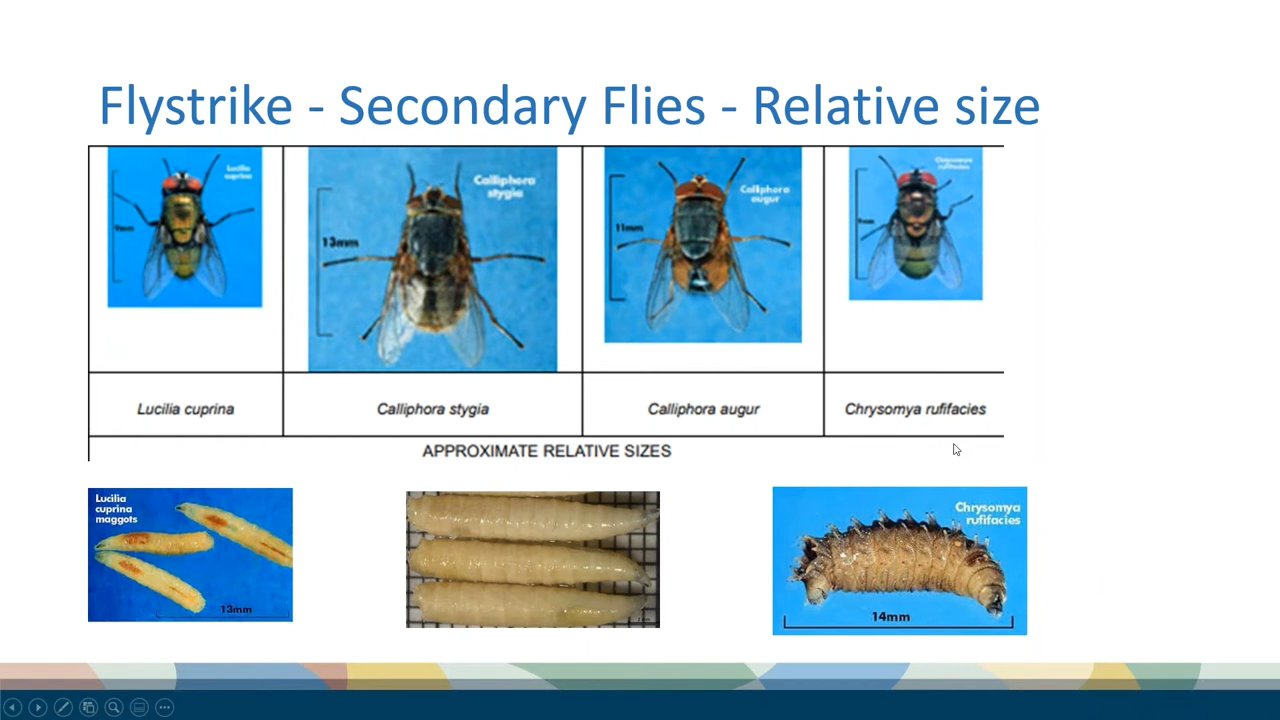 Flystrike - Secondary Flies - Relative size
Lucilia
cuprina
9mm
Calliphora
stygia
13mm
Calliphora
augur
11mm
Chrysomya
rufifacies
Lucilia cuprina
Calliphora stygia
Calliphora augur
Chrysomya rufifacies
APPROXIMATE RELATIVE SIZES
Lucilia
cuprina
maggots
13mm
Chrysomya
rufifacies
14mm